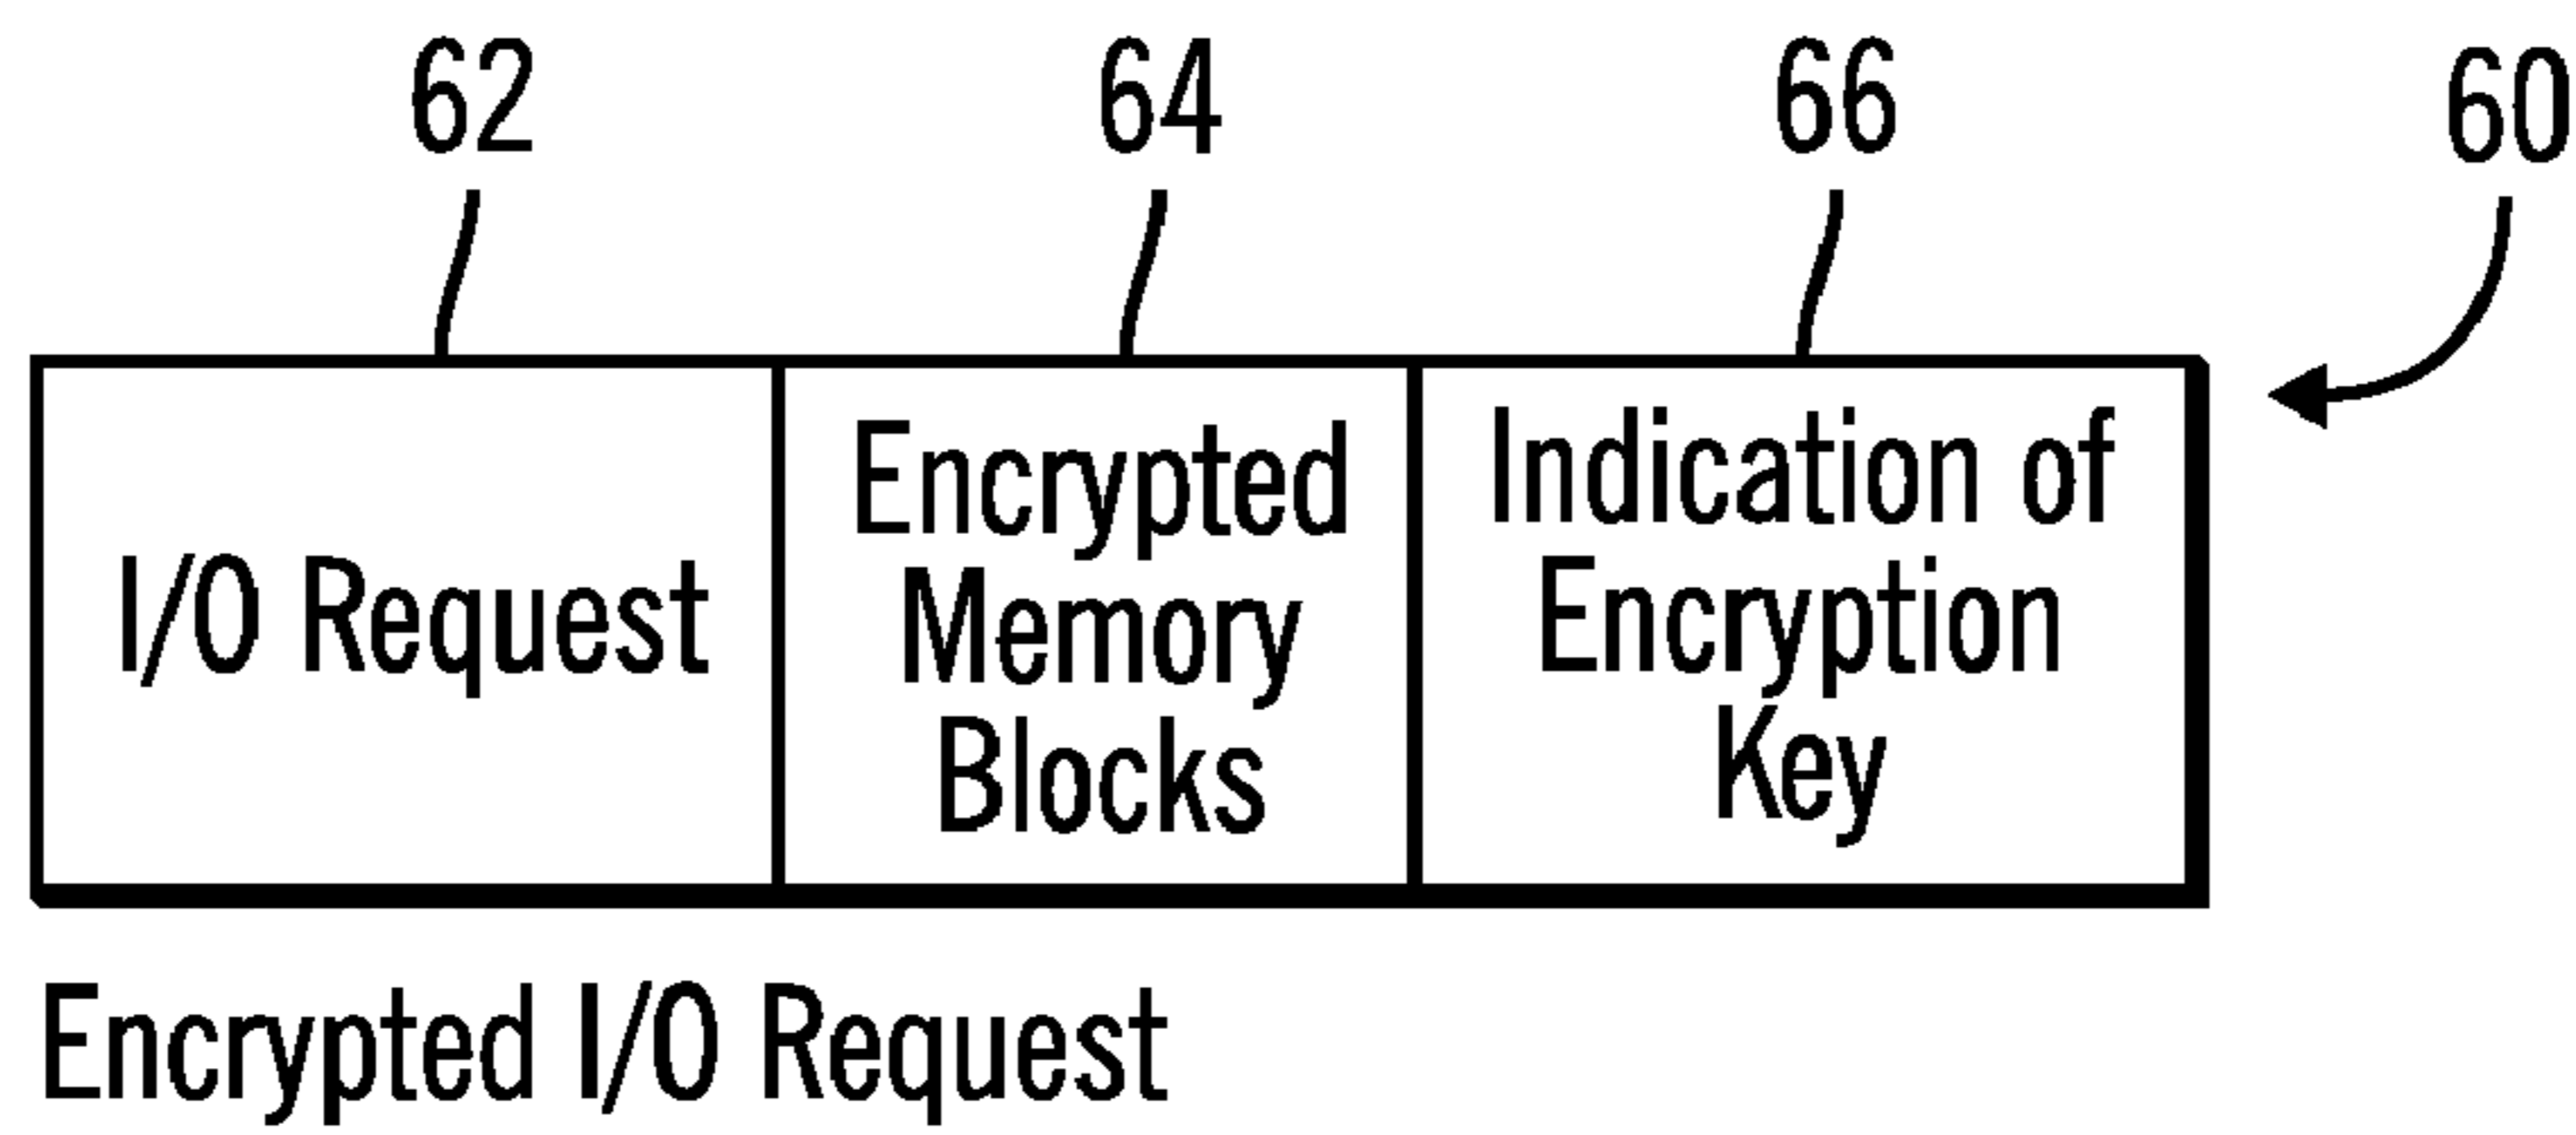 62
64
66
60
I/O Request
Encrypted
Memory
Blocks
Indication of
Encryption
Key
Encrypted I/O Request